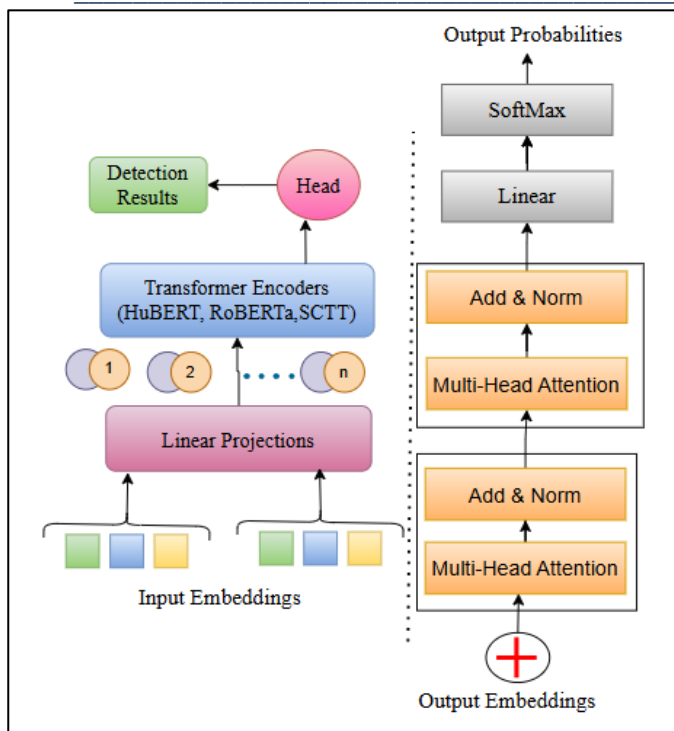 Output Probabilities
SoftMax
Linear
Add & Norm
Multi-Head Attention
Add & Norm
Multi-Head Attention
Output Embeddings
Detection
Results
Head
Transformer Encoders
(HuBERT, RoBERTa,SCTT)
1
2
n
Linear Projections
Input Embeddings